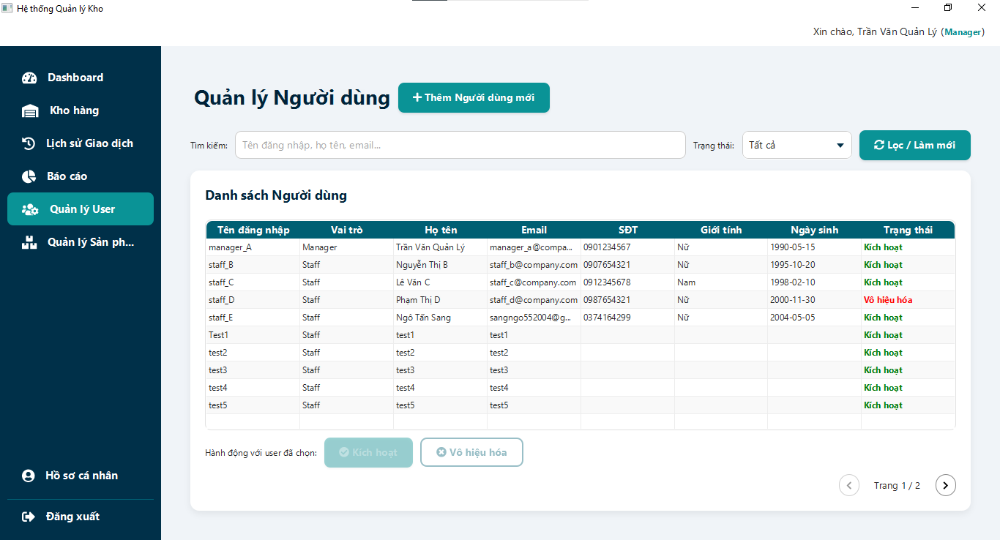 Hệ thống Quản lý Kho
Xin chào, Trần Văn Quản Lý (Manager)
Dashboard
Kho hàng
Lịch sử Giao dịch
Báo cáo
Quản lý User
Quản lý Sản ph...
Hồ sơ cá nhân
Đăng xuất
Quản lý Người dùng
Thêm Người dùng mới
Tìm kiếm: Tên đăng nhập, họ tên, email... Trạng thái: Tất cả Lọc / Làm mới
Danh sách Người dùng
Tên đăng nhập Vai trò Họ tên Email SĐT Giới tính Ngày sinh Trạng thái
manager_A Manager Trần Văn Quản Lý manager_a@compa... 0901234567 Nữ 1990-05-15 Kích hoạt
staff_B Staff Nguyễn Thị B staff_b@company.com 0907654321 Nữ 1995-10-20 Kích hoạt
staff_C Staff Lê Văn C staff_c@company.com 0912345678 Nam 1998-02-10 Kích hoạt
staff_D Staff Phạm Thị D staff_d@company.com 0987654321 Nữ 2000-11-30 Vô hiệu hóa
staff_E Staff Ngô Tấn Sang sangngo552004@g... 0374164299 Nữ 2004-05-05 Kích hoạt
Test1 Staff test1 test1 Kích hoạt
test2 Staff test2 test2 Kích hoạt
test3 Staff test3 test3 Kích hoạt
test4 Staff test4 test4 Kích hoạt
test5 Staff test5 test5 Kích hoạt
Hành động với user đã chọn: Kích hoạt Vô hiệu hóa
Trang 1 / 2